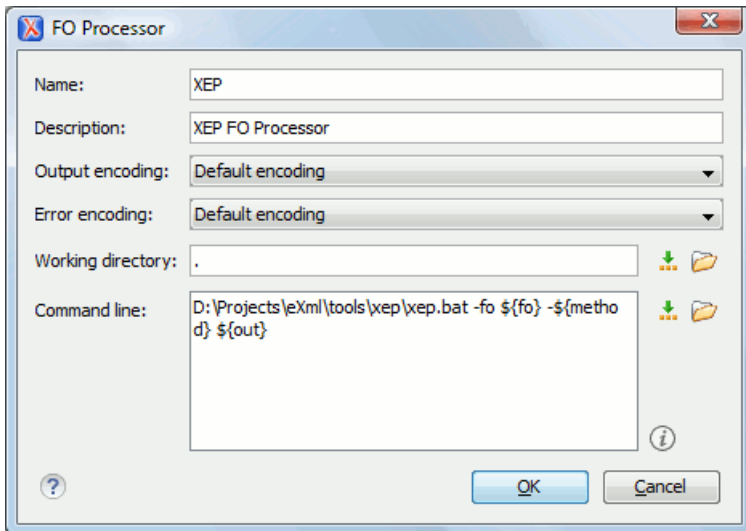 FO Processor
Name: XEP
Description: XEP FO Processor
Output encoding: Default encoding
Error encoding: Default encoding
Working directory: .
Command line: D:\Projects\eXml\tools\xep\xep.bat -fo ${fo} -${metho
d} ${out}
OK Cancel